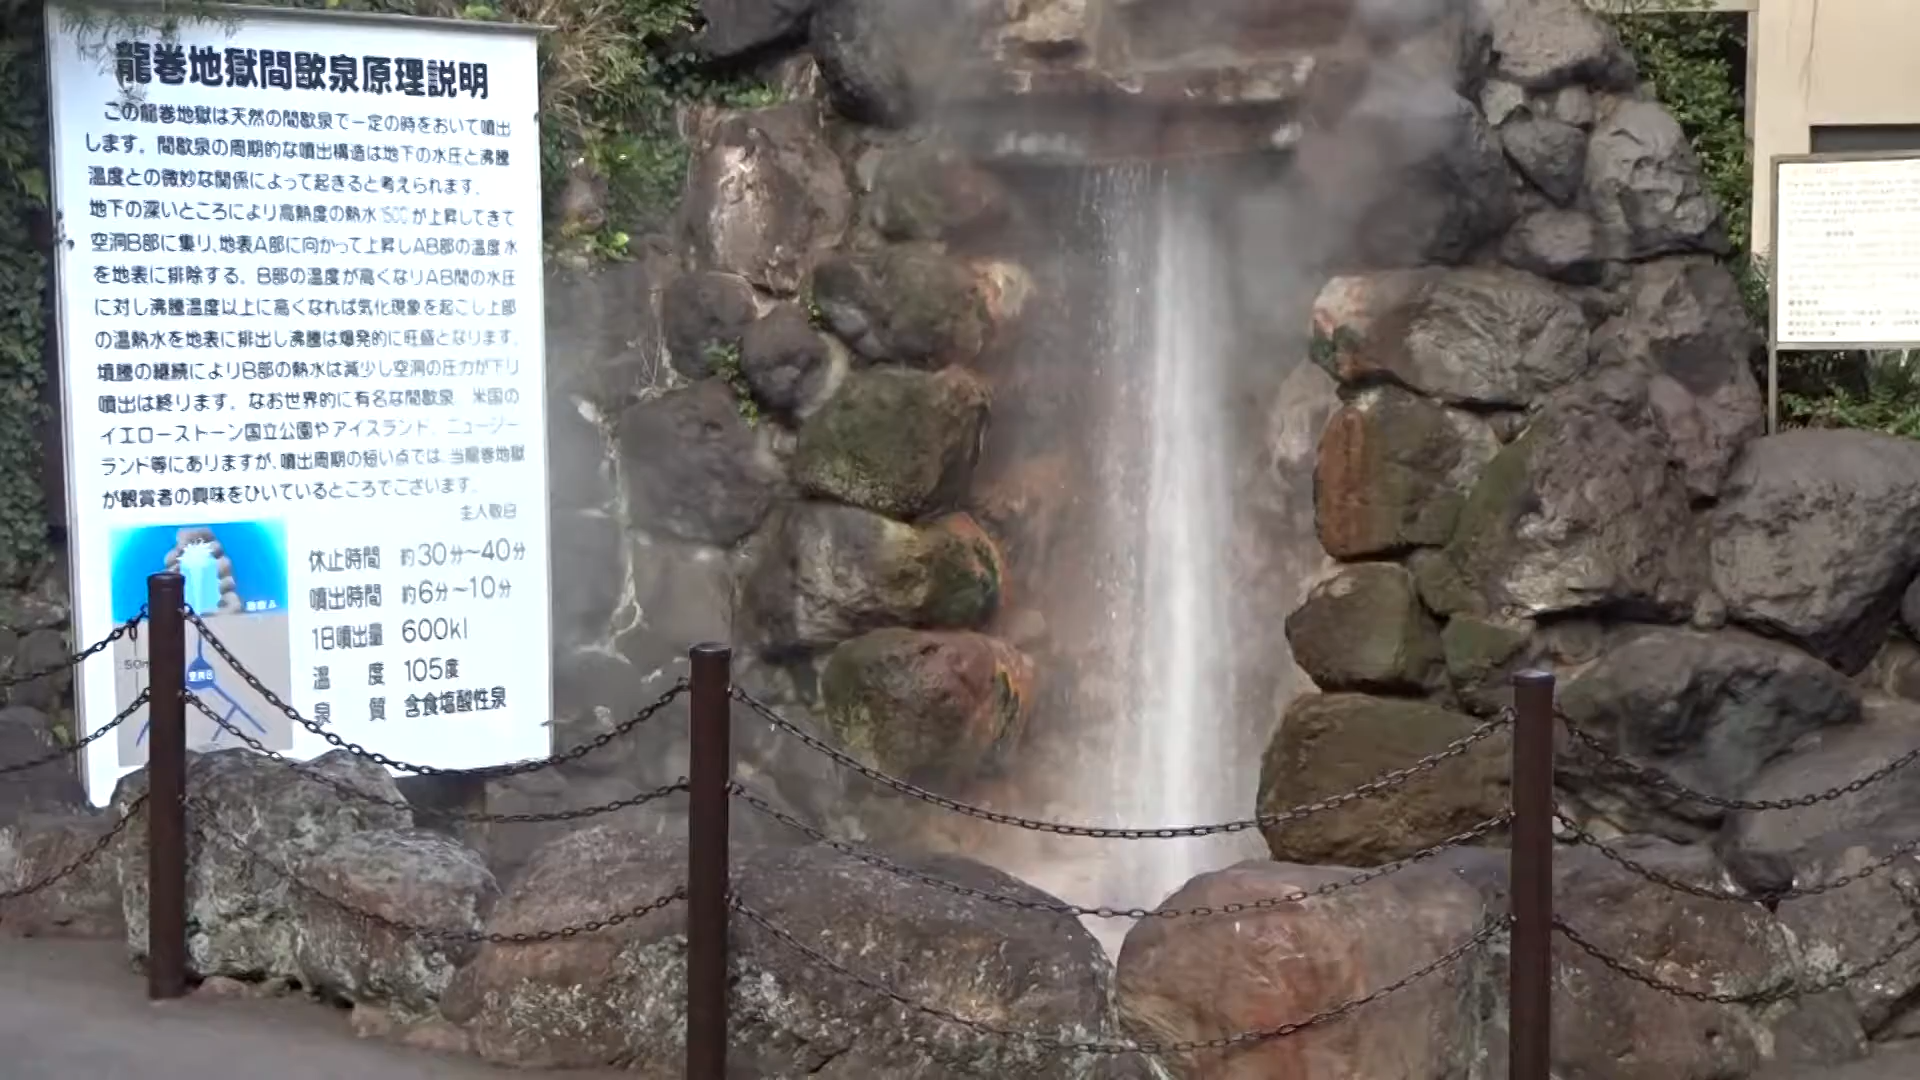 龍巻地獄間歇泉原理説明
この龍巻地獄は天然の間歇泉で一定の時をおいて噴出
します。間歇泉の周期的な噴出構造は地下の水圧と沸騰
温度との微妙な関係によって起きると考えられます。
地下の深いところにより高熱度の熱水150℃が上昇してきて
空洞B部に集り、地表A部に向かって上昇しAB部の温度水
を地表に排除する。B部の温度が高くなりAB間の水圧
に対し沸騰温度以上に高くなれば気化現象を起こし上部
の温熱水を地表に排出し沸騰は爆発的に旺盛となります。
墳騰の継続によりB部の熱水は減少し空洞の圧力が下り
噴出は終ります。なお世界的に有名な間歇泉 米国の
イエローストーン国立公園やアイスランド、ニュージー
ランド等にありますが、噴出周期の短い点では、当龍巻地獄
が観賞者の興味をひいているところでございます。
主人敬白
休止時間 約30分〜40分
噴出時間 約6分〜10分
1日噴出量 600kl
温度 105度
泉質 含食塩酸性泉
地表A
50m
空洞B